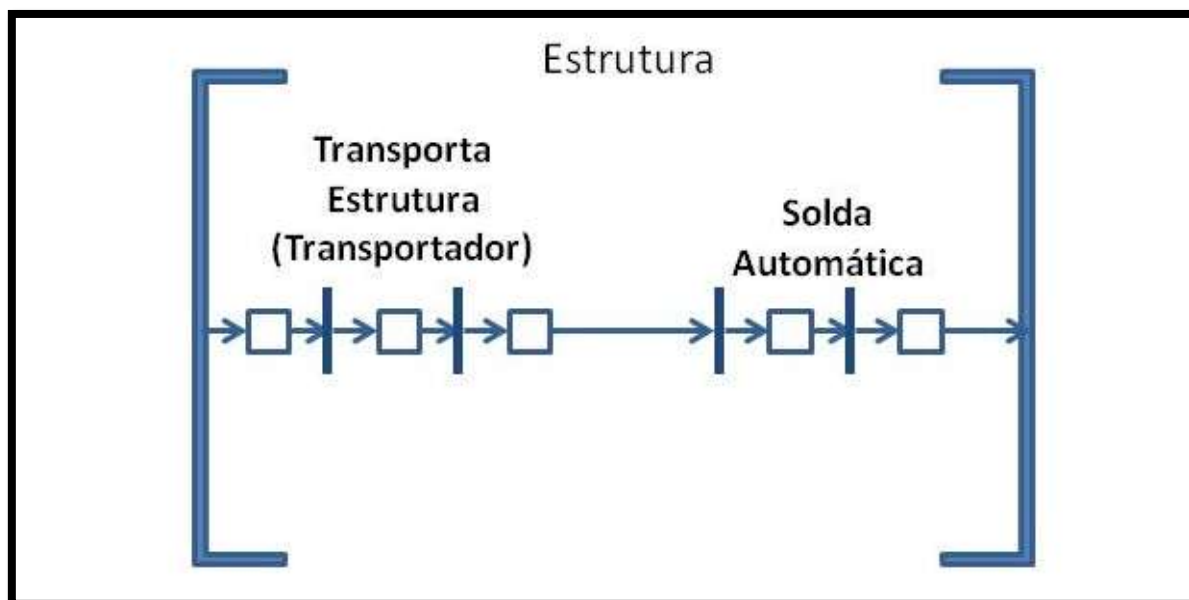 Estrutura
Transporta
Estrutura
(Transportador)
Solda
Automática